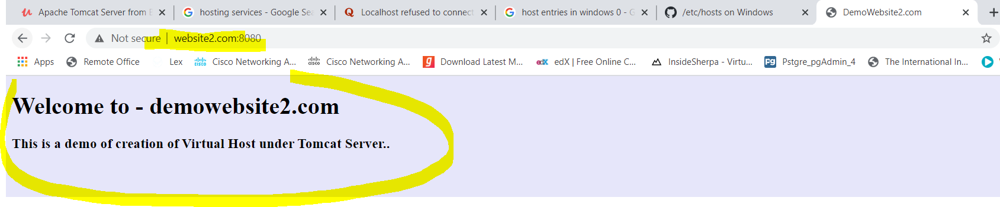 Apache Tomcat Server from B
hosting services - Google Sea
Localhost refused to connect
host entries in windows 0 - G
/etc/hosts on Windows
DemoWebsite2.com
Not secure | website2.com:8080
Apps
Remote Office
Lex
Cisco Networking A...
Cisco Networking A...
Download Latest M...
edX | Free Online C...
InsideSherpa - Virtu...
Pstgre_pgAdmin_4
The International In...
Welcome to - demowebsite2.com
This is a demo of creation of Virtual Host under Tomcat Server..